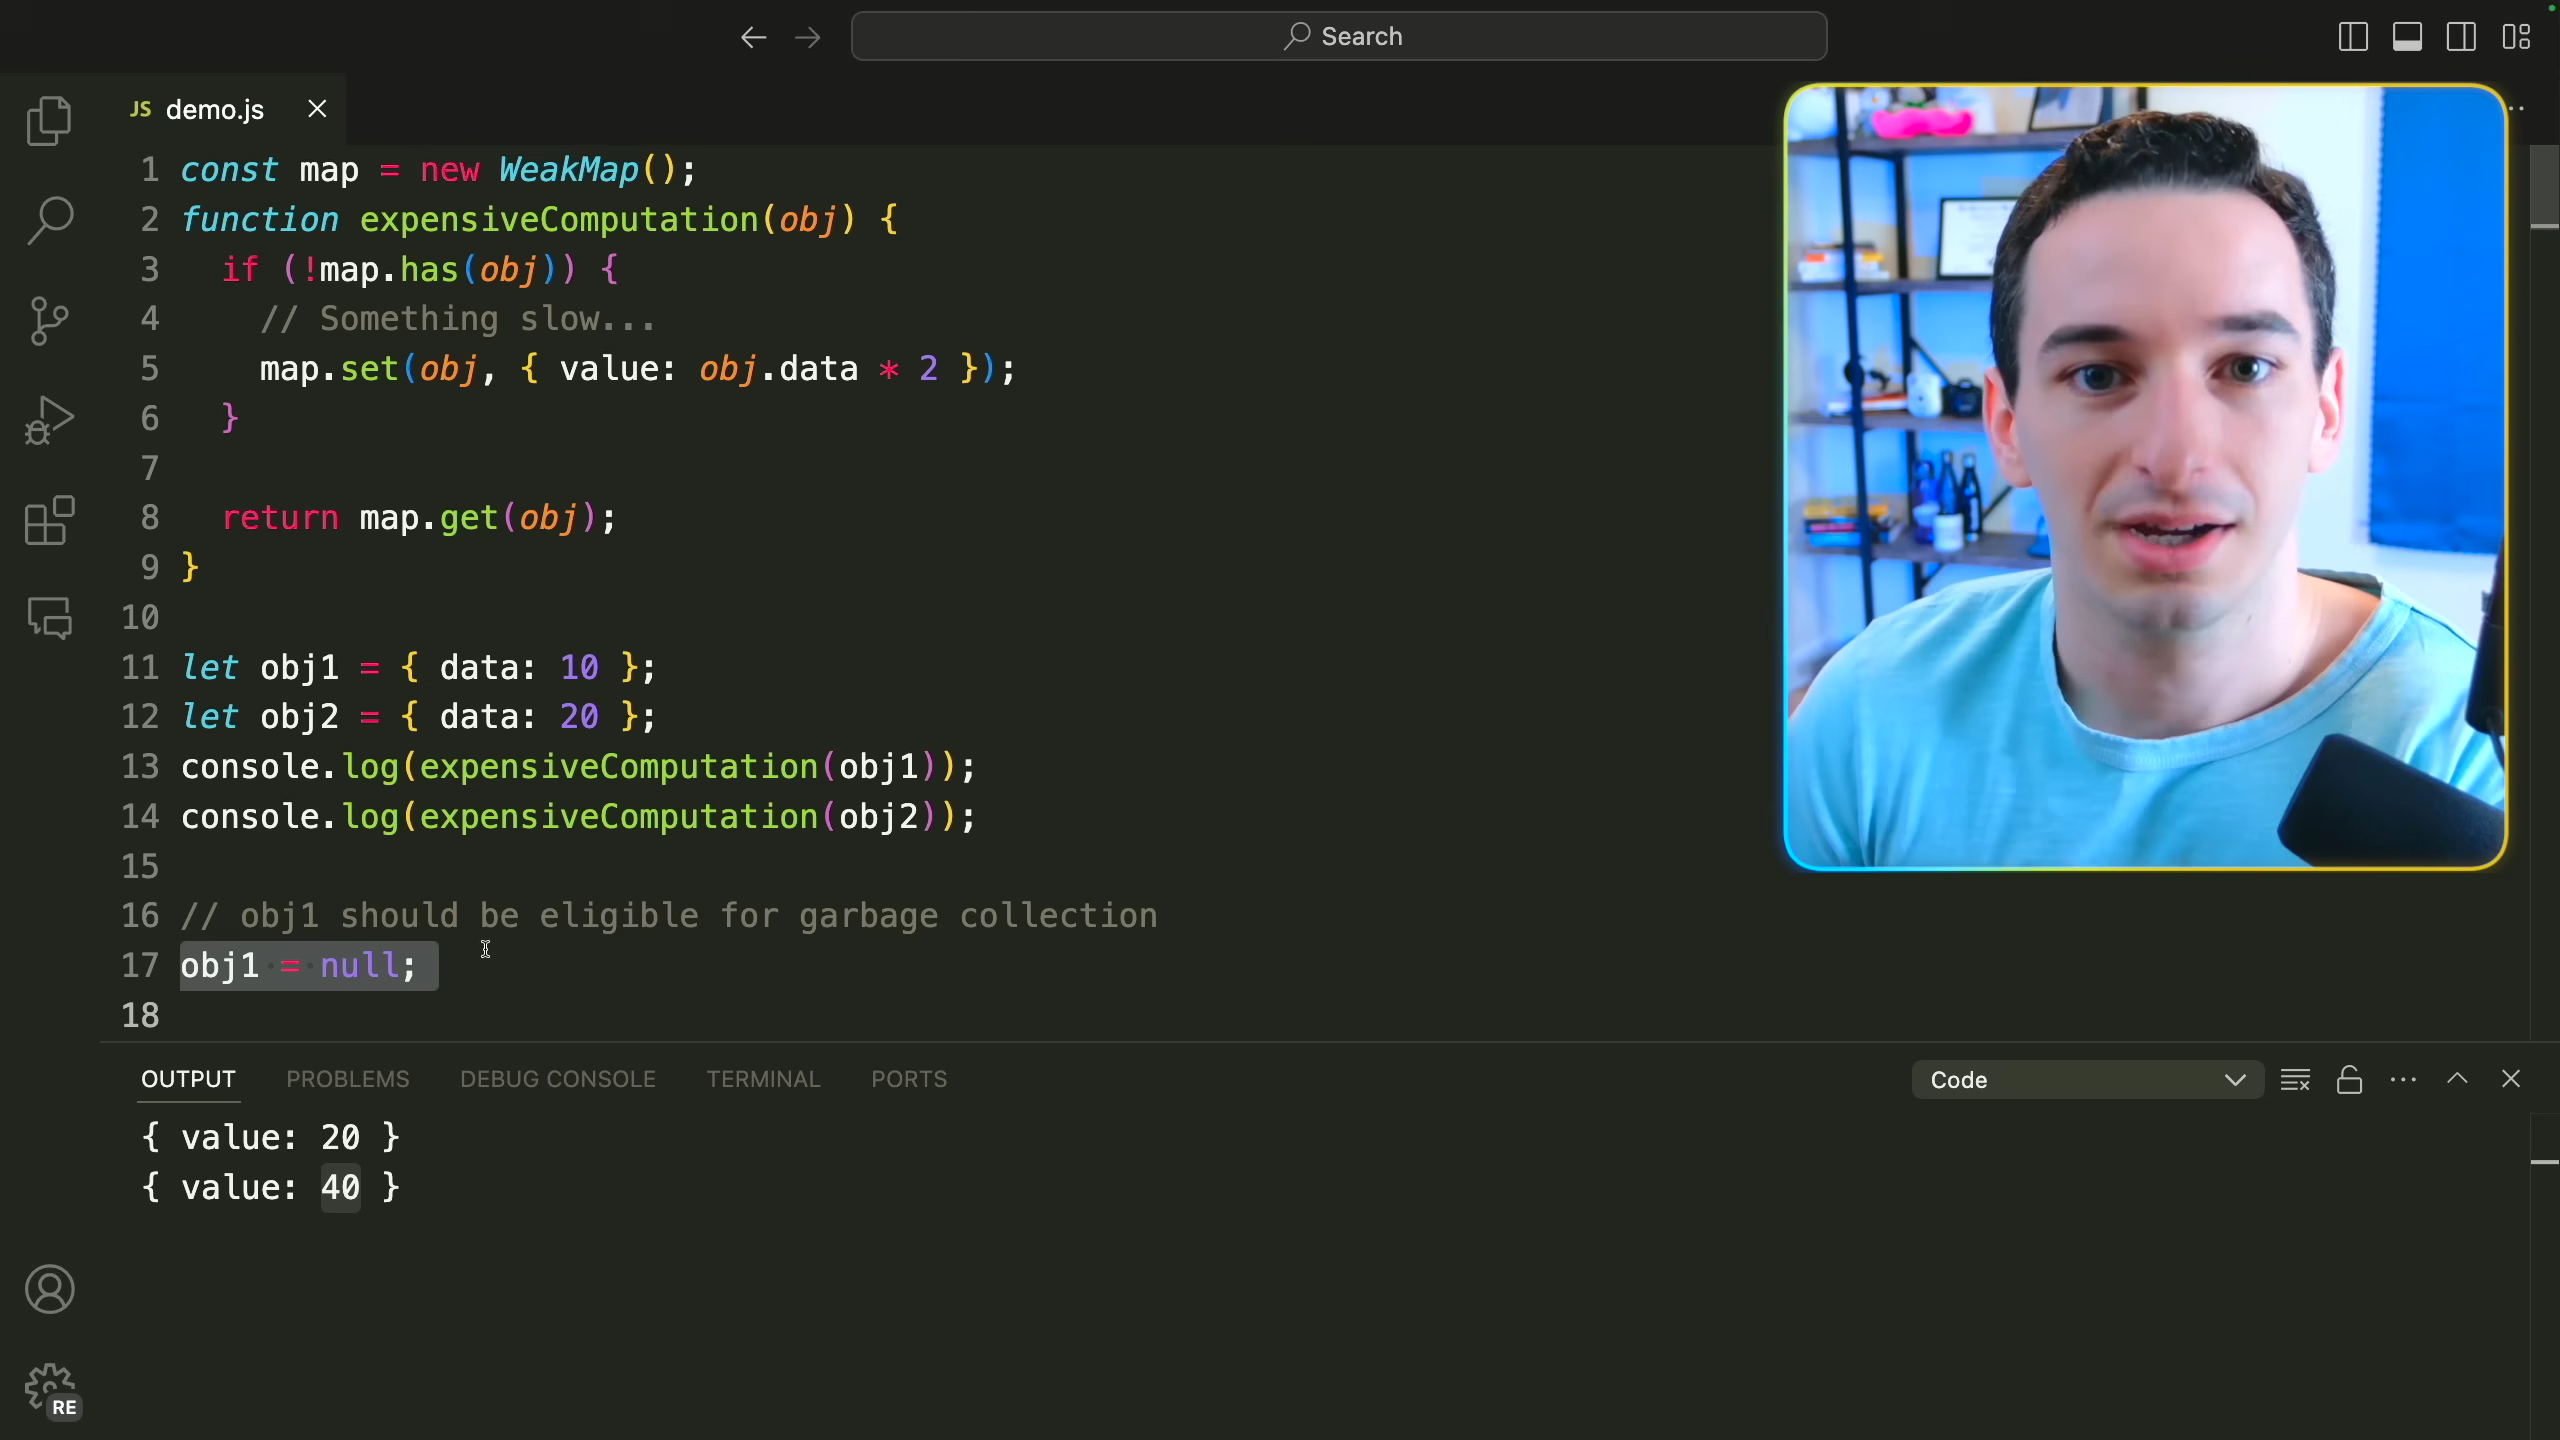 Search
JS demo.js
1 const map = new WeakMap();
2 function expensiveComputation(obj) {
3 if (!map.has(obj)) {
4 // Something slow...
5 map.set(obj, { value: obj.data * 2 });
6 }
7
8 return map.get(obj);
9 }
10
11 let obj1 = { data: 10 };
12 let obj2 = { data: 20 };
13 console.log(expensiveComputation(obj1));
14 console.log(expensiveComputation(obj2));
15
16 // obj1 should be eligible for garbage collection
17 obj1 = null;
18
OUTPUT PROBLEMS DEBUG CONSOLE TERMINAL PORTS Code
{ value: 20 }
{ value: 40 }
RE